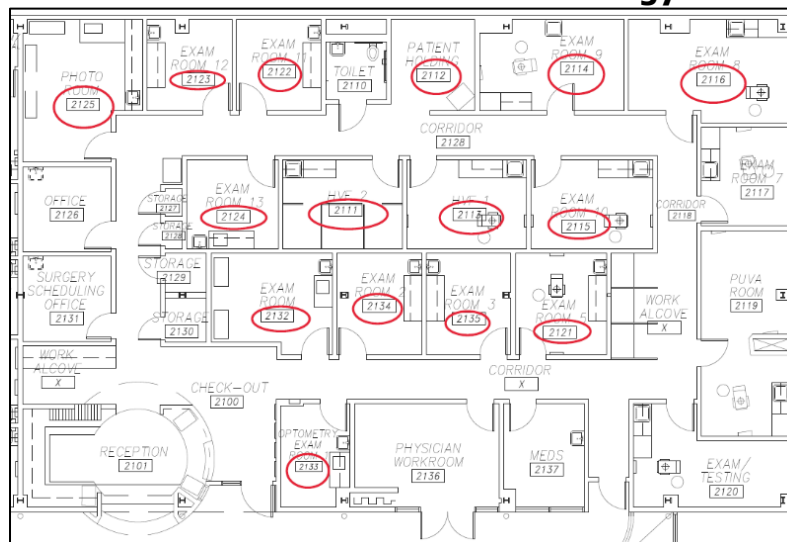 gy
EXAM
ROOM 12
2123
EXAM
ROOM 11
2122
TOILET
2110
PATIENT
HOLDING
2112
EXAM
ROOM 9
2114
EXAM
ROOM 8
2116
PHOTO
ROOM
2125
CORRIDOR
2128
EXAM
ROOM 7
2117
OFFICE
2126
STORAGE
2127
STORAGE
2128
EXAM
ROOM 13
2124
HVF 2
2111
HVF 1
2113
EXAM
ROOM 10
2115
CORRIDOR
2118
SURGERY
SCHEDULING
OFFICE
2131
STORAGE
2129
STORAGE
2130
EXAM
ROOM
2132
EXAM
ROOM 2
2134
EXAM
ROOM 3
2135
EXAM
ROOM 5
2121
WORK
ALCOVE
X
PUVA
ROOM
2119
WORK
ALCOVE
X
CHECK-OUT
2100
CORRIDOR
X
RECEPTION
2101
OPTOMETRY
EXAM
ROOM 1
2133
PHYSICIAN
WORKROOM
2136
MEDS
2137
EXAM/
TESTING
2120